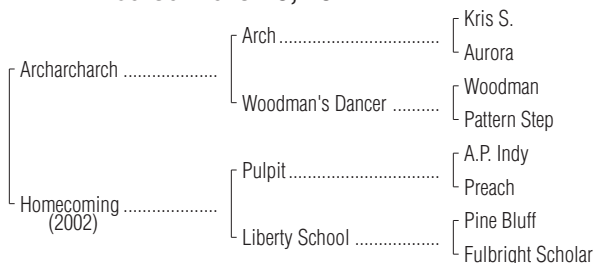 Kris S.
Arch
Aurora
Archarcharch
Woodman
Woodman's Dancer
Pattern Step
A.P. Indy
Pulpit
Preach
Homecoming
(2002)
Pine Bluff
Liberty School
Fulbright Scholar